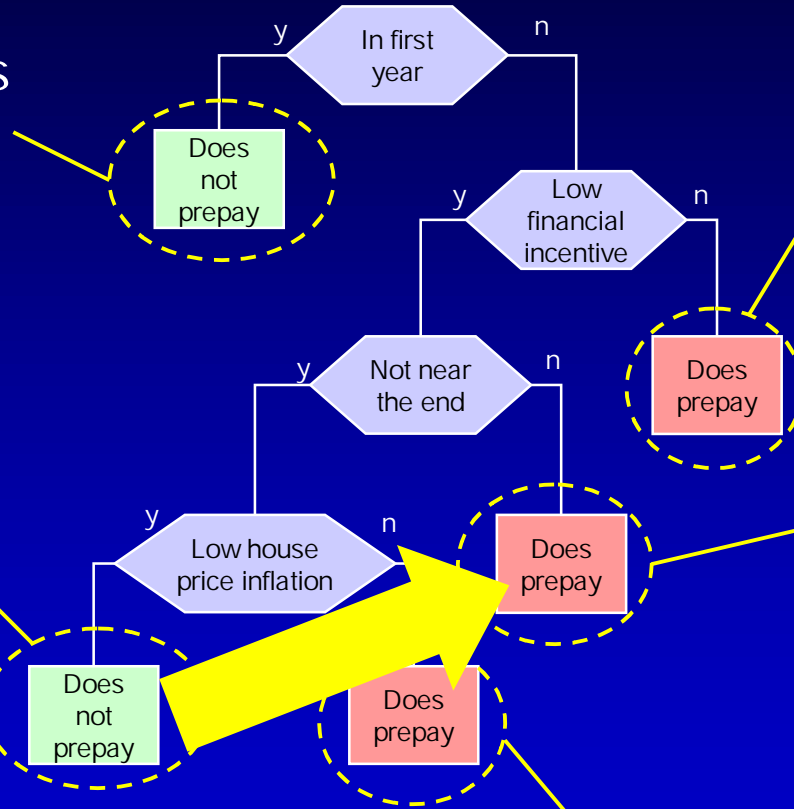 s
y
In first
year
n
Does
not
prepay
y
Low
financial
incentive
n
y
Not near
the end
n
Does
prepay
y
Low house
price inflation
n
Does
prepay
Does
not
prepay
Does
prepay